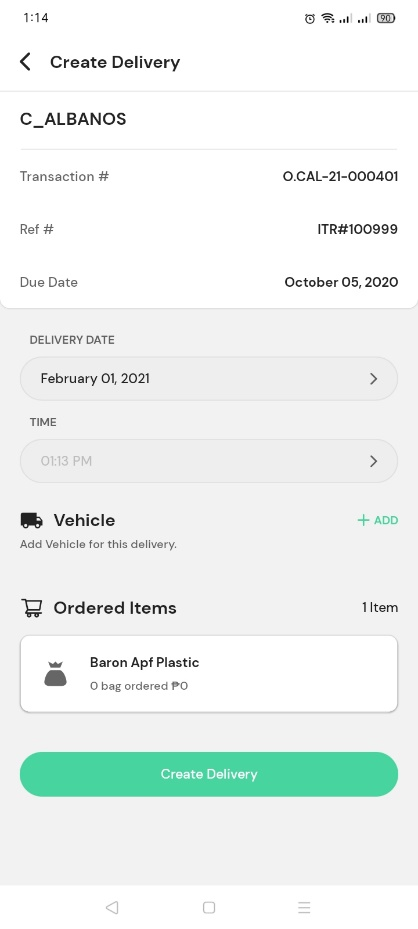 1:14
90
Create Delivery
C_ALBANOS
Transaction # O.CAL-21-000401
Ref # ITR#100999
Due Date October 05, 2020
DELIVERY DATE
February 01, 2021
TIME
01:13 PM
Vehicle + ADD
Add Vehicle for this delivery.
Ordered Items 1 Item
Baron Apf Plastic
0 bag ordered ₱0
Create Delivery